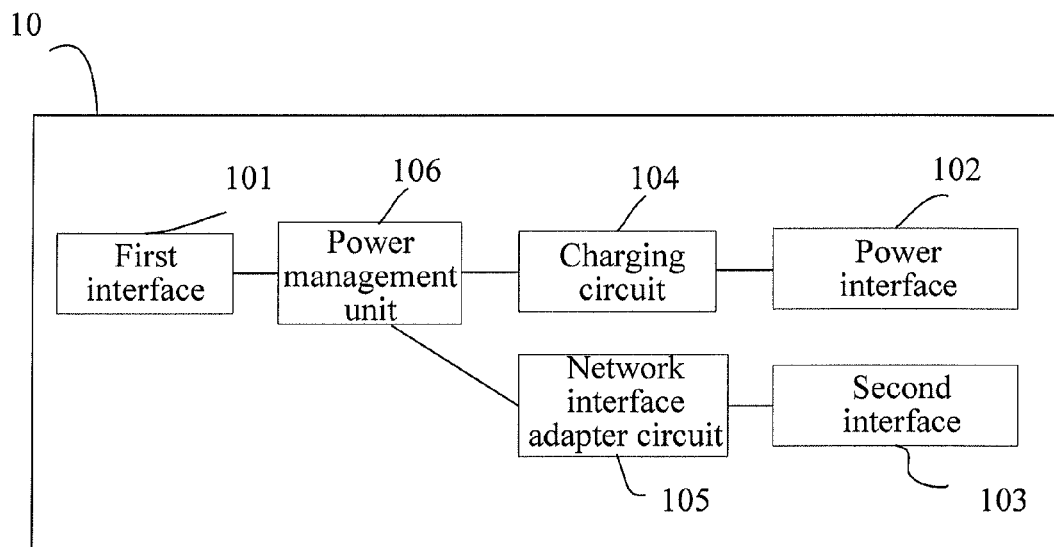 10
101
106
104
102
First
interface
Power
management
unit
Charging
circuit
Power
interface
Network
interface
adapter circuit
Second
interface
105
103